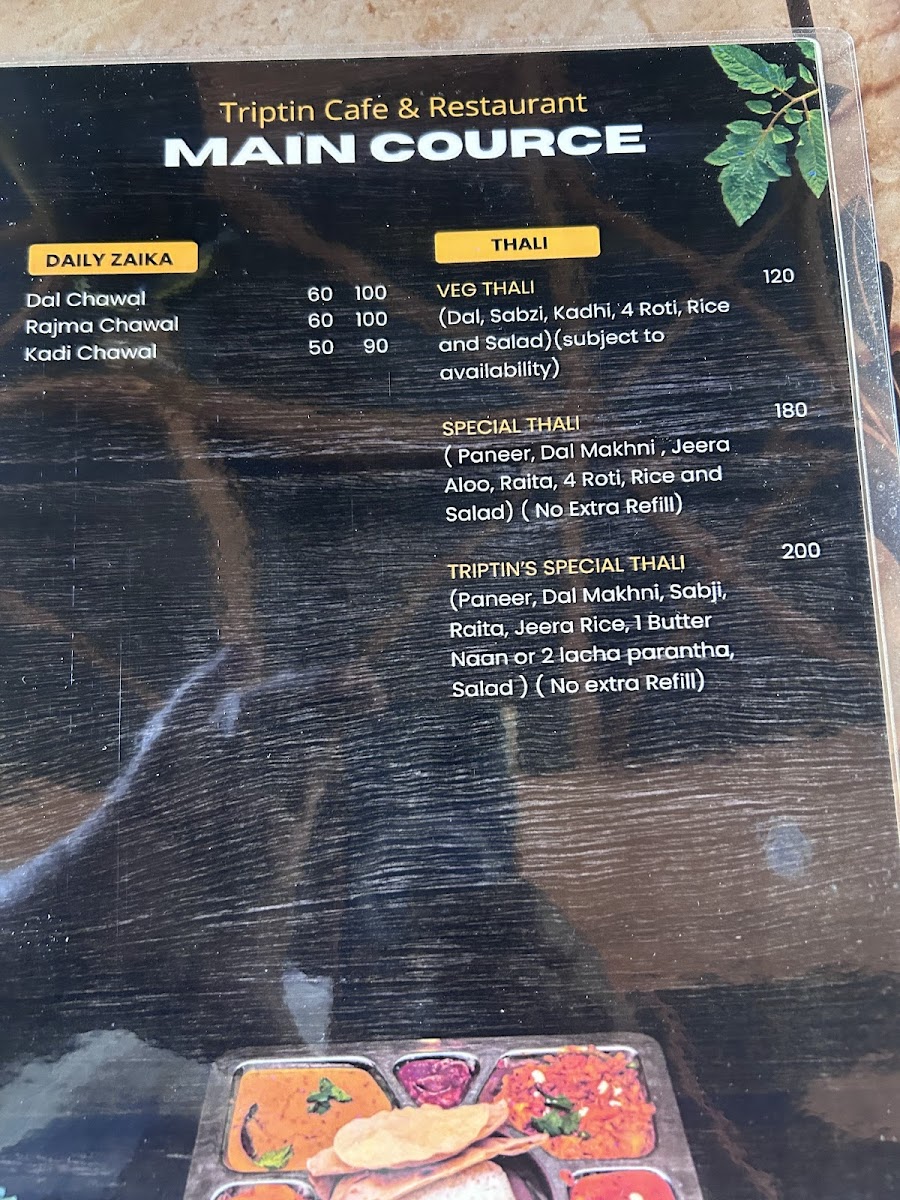 Triptin Cafe & Restaurant
MAIN COURCE
DAILY ZAIKA
Dal Chawal 60 100
Rajma Chawal 60 100
Kadi Chawal 50 90
THALI
VEG THALI 120
(Dal, Sabzi, Kadhi, 4 Roti, Rice
and Salad)(subject to
availability)
SPECIAL THALI 180
( Paneer, Dal Makhni , Jeera
Aloo, Raita, 4 Roti, Rice and
Salad) ( No Extra Refill)
TRIPTIN'S SPECIAL THALI 200
(Paneer, Dal Makhni, Sabji,
Raita, Jeera Rice, 1 Butter
Naan or 2 lacha parantha,
Salad ) ( No extra Refill)